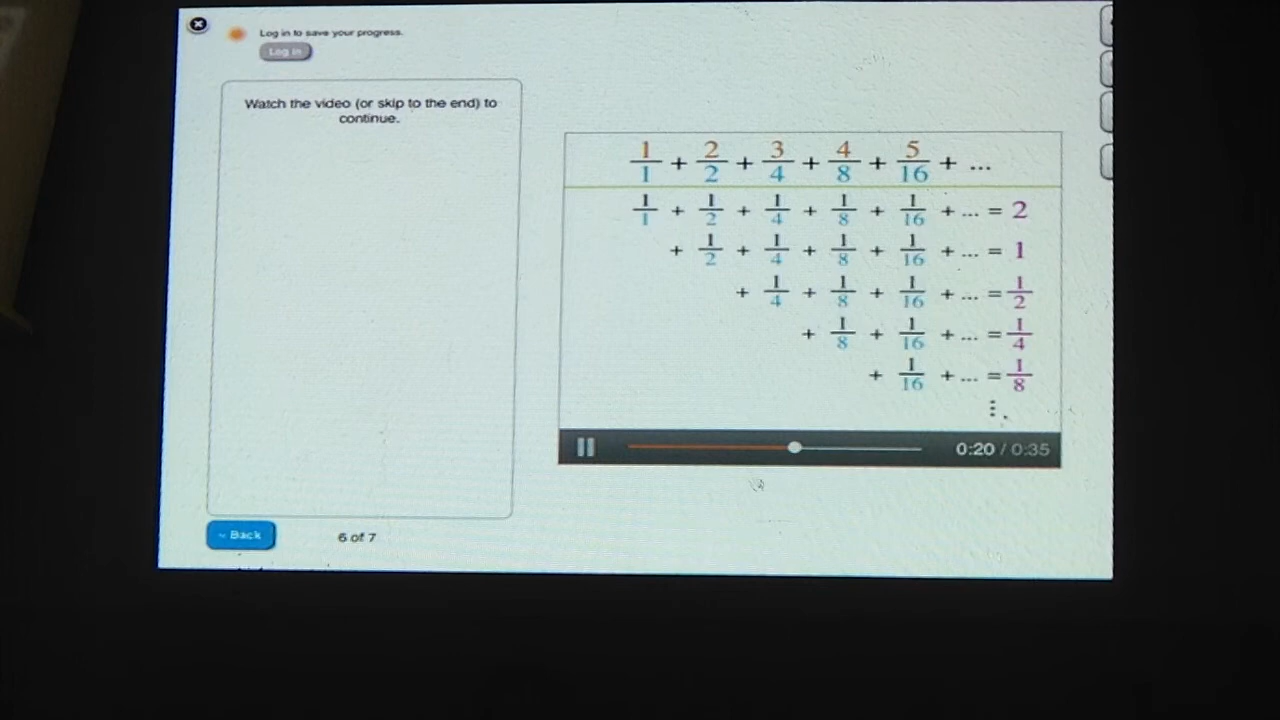 Log in to save your progress.
Log in
Watch the video (or skip to the end) to
continue.
1/1 + 2/2 + 3/4 + 4/8 + 5/16 + ...
1/1 + 1/2 + 1/4 + 1/8 + 1/16 + ... = 2
+ 1/2 + 1/4 + 1/8 + 1/16 + ... = 1
+ 1/4 + 1/8 + 1/16 + ... = 1/2
+ 1/8 + 1/16 + ... = 1/4
+ 1/16 + ... = 1/8
⋮
0:20 / 0:35
Back
6 of 7